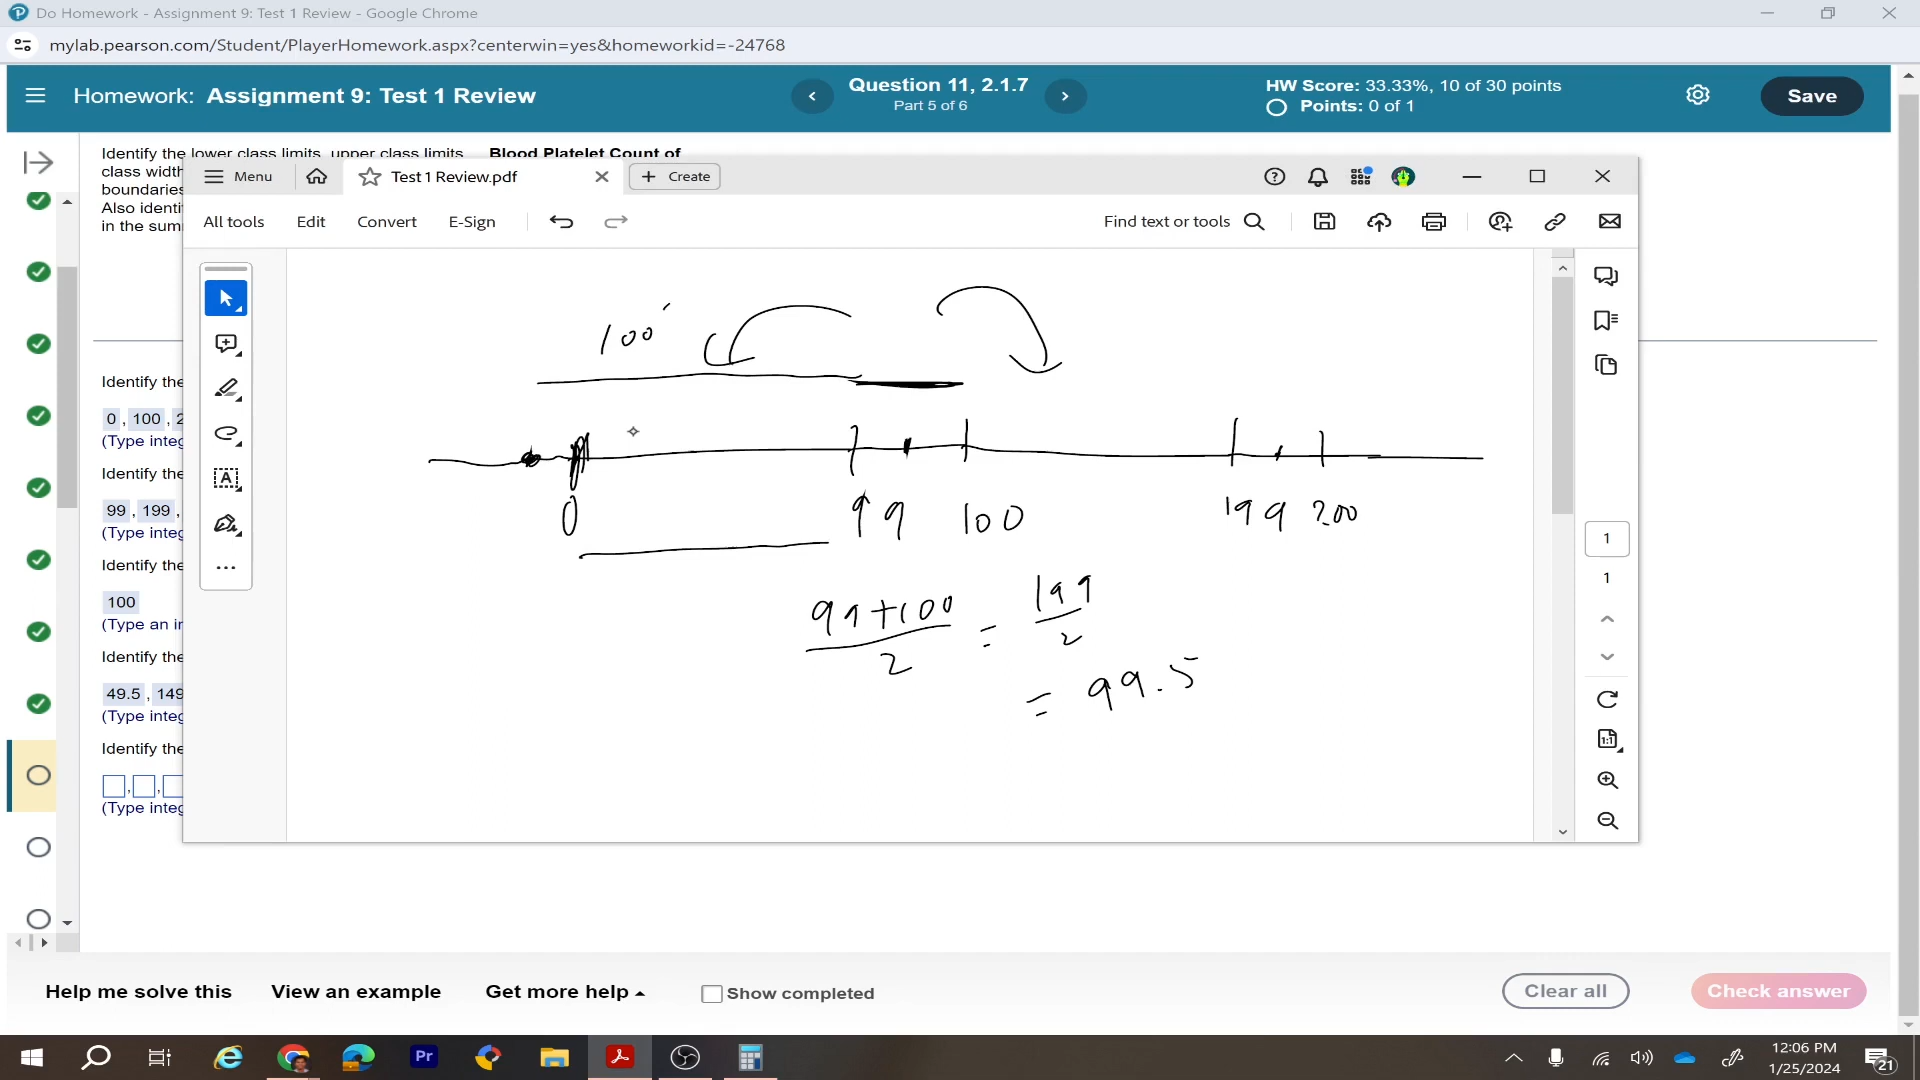 Do Homework - Assignment 9: Test 1 Review - Google Chrome
mylab.pearson.com/Student/PlayerHomework.aspx?centerwin=yes&homeworkid=-24768
Homework: Assignment 9: Test 1 Review
Question 11, 2.1.7
Part 5 of 6
HW Score: 33.33%, 10 of 30 points
Points: 0 of 1
Save
Identify the lower class limits, upper class limits
class width
boundaries
Also identi
in the sum
Blood Platelet Count of
Menu
Test 1 Review.pdf
Create
All tools
Edit
Convert
E-Sign
Find text or tools
100
0
99
100
199
200
99+100
2
=
199
2
= 99.5
1
1
1:1
Identify the
0 , 100 , 2
(Type integ
Identify the
99 , 199 ,
(Type integ
Identify the
100
(Type an in
Identify the
49.5 , 149
(Type integ
Identify the
, , 
(Type integ
Help me solve this
View an example
Get more help
Show completed
Clear all
Check answer
Pr
12:06 PM
1/25/2024
21